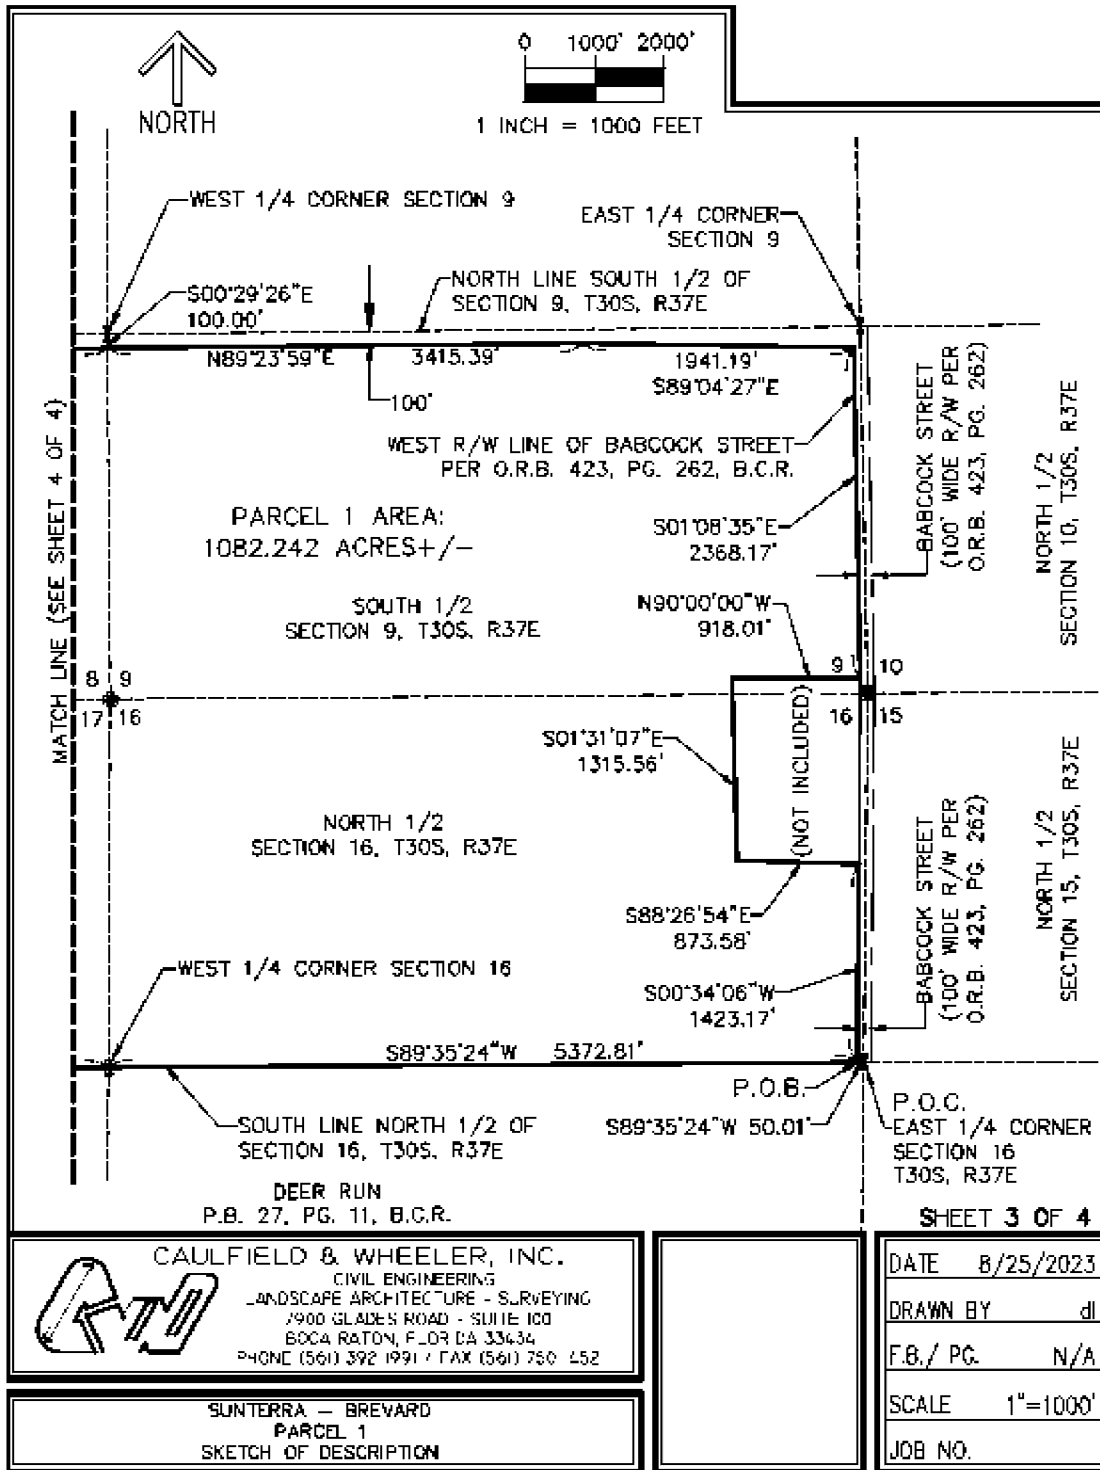 0 1000' 2000'
1 INCH = 1000 FEET
NORTH
WEST 1/4 CORNER SECTION 9
EAST 1/4 CORNER
SECTION 9
S00°29'26"E
100.00'
NORTH LINE SOUTH 1/2 OF
SECTION 9, T30S, R37E
N89°23'59"E 3415.39'
1941.19'
S89°04'27"E
100'
WEST R/W LINE OF BABCOCK STREET
PER O.R.B. 423, PG. 262, B.C.R.
PARCEL 1 AREA:
1082.242 ACRES+/-
S01°08'35"E
2368.17'
SOUTH 1/2
SECTION 9, T30S, R37E
N90°00'00"W
918.01'
BABCOCK STREET
(100' WIDE R/W PER
O.R.B. 423, PG. 262)
NORTH 1/2
SECTION 10, T30S, R37E
MATCH LINE (SEE SHEET 4 OF 4)
8 9
17 16
9 10
16 15
S01°31'07"E
1315.56'
(NOT INCLUDED)
NORTH 1/2
SECTION 16, T30S, R37E
S88°26'54"E
873.58'
BABCOCK STREET
(100' WIDE R/W PER
O.R.B. 423, PG. 262)
NORTH 1/2
SECTION 15, T30S, R37E
WEST 1/4 CORNER SECTION 16
S00°34'06"W
1423.17'
S89°35'24"W 5372.81'
P.O.B.
S89°35'24"W 50.01'
P.O.C.
EAST 1/4 CORNER
SECTION 16
T30S, R37E
SOUTH LINE NORTH 1/2 OF
SECTION 16, T30S, R37E
DEER RUN
P.B. 27, PG. 11, B.C.R.
SHEET 3 OF 4
CAULFIELD & WHEELER, INC.
CIVIL ENGINEERING
LANDSCAPE ARCHITECTURE - SURVEYING
7900 GLADES ROAD - SUITE 100
BOCA RATON, FLORIDA 33434
PHONE (561) 392-1991 / FAX (561) 750-1452
SUNTERRA – BREVARD
PARCEL 1
SKETCH OF DESCRIPTION
DATE 8/25/2023
DRAWN BY dl
F.B./ PG. N/A
SCALE 1"=1000'
JOB NO.